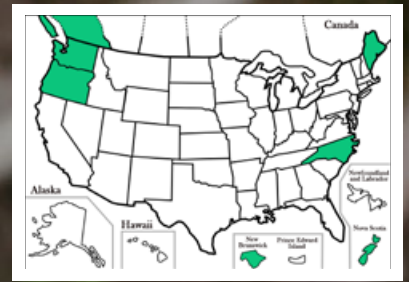 Canada
Newfoundland
and Labrador
Alaska
Hawaii
New
Brunswick
Prince Edward
Island
Nova Scotia